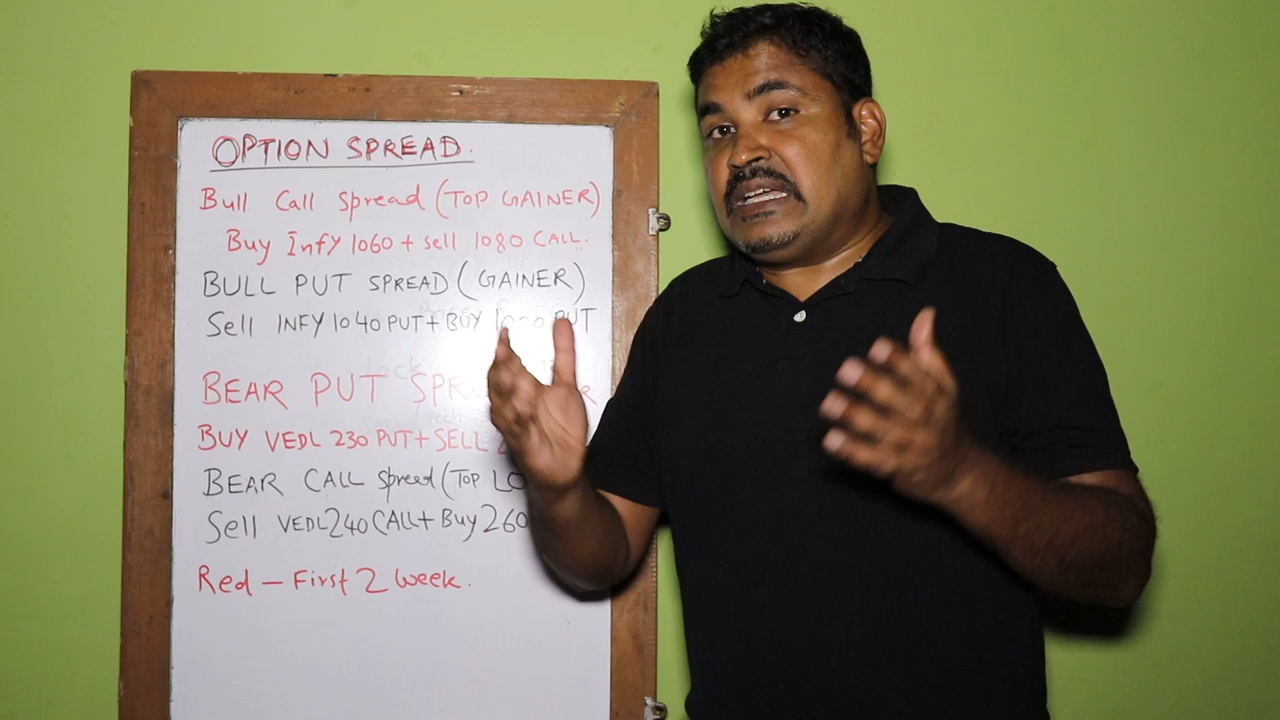 OPTION SPREAD.
Bull Call Spread (TOP GAINER)
Buy Infy 1060 + sell 1080 CALL.
BULL PUT SPREAD (GAINER)
Sell INFY 1040 PUT + BUY PUT
BEAR PUT
BUY VEDL 230 PUT + SELL
BEAR CALL Spread (TOP
Sell VEDL 240 CALL + Buy 260
Red - First 2 week.